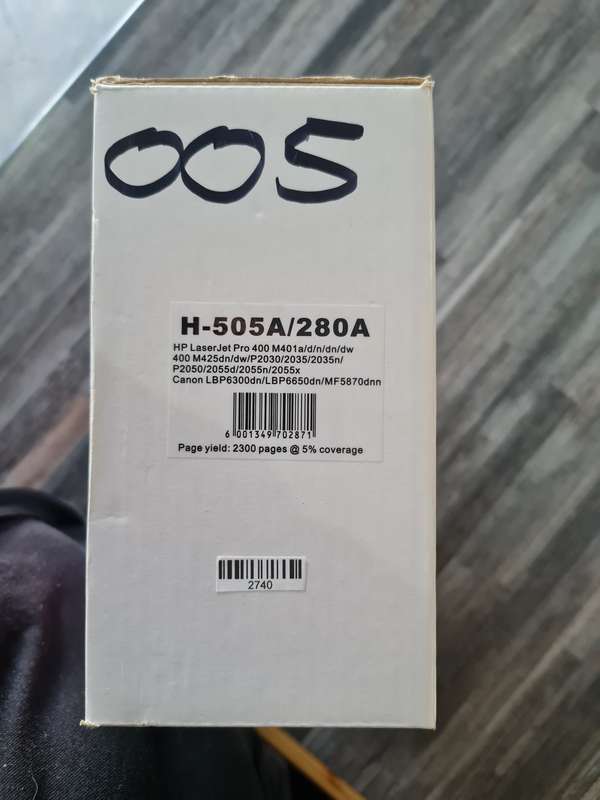 005
H-505A/280A
HP LaserJet Pro 400 M401a/d/n/dn/dw
400 M425dn/dw/P2030/2035/2035n/
P2050/2055d/2055n/2055x
Canon LBP6300dn/LBP6650dn/MF5870dnn
6 001349 702871
Page yield: 2300 pages @ 5% coverage
2740